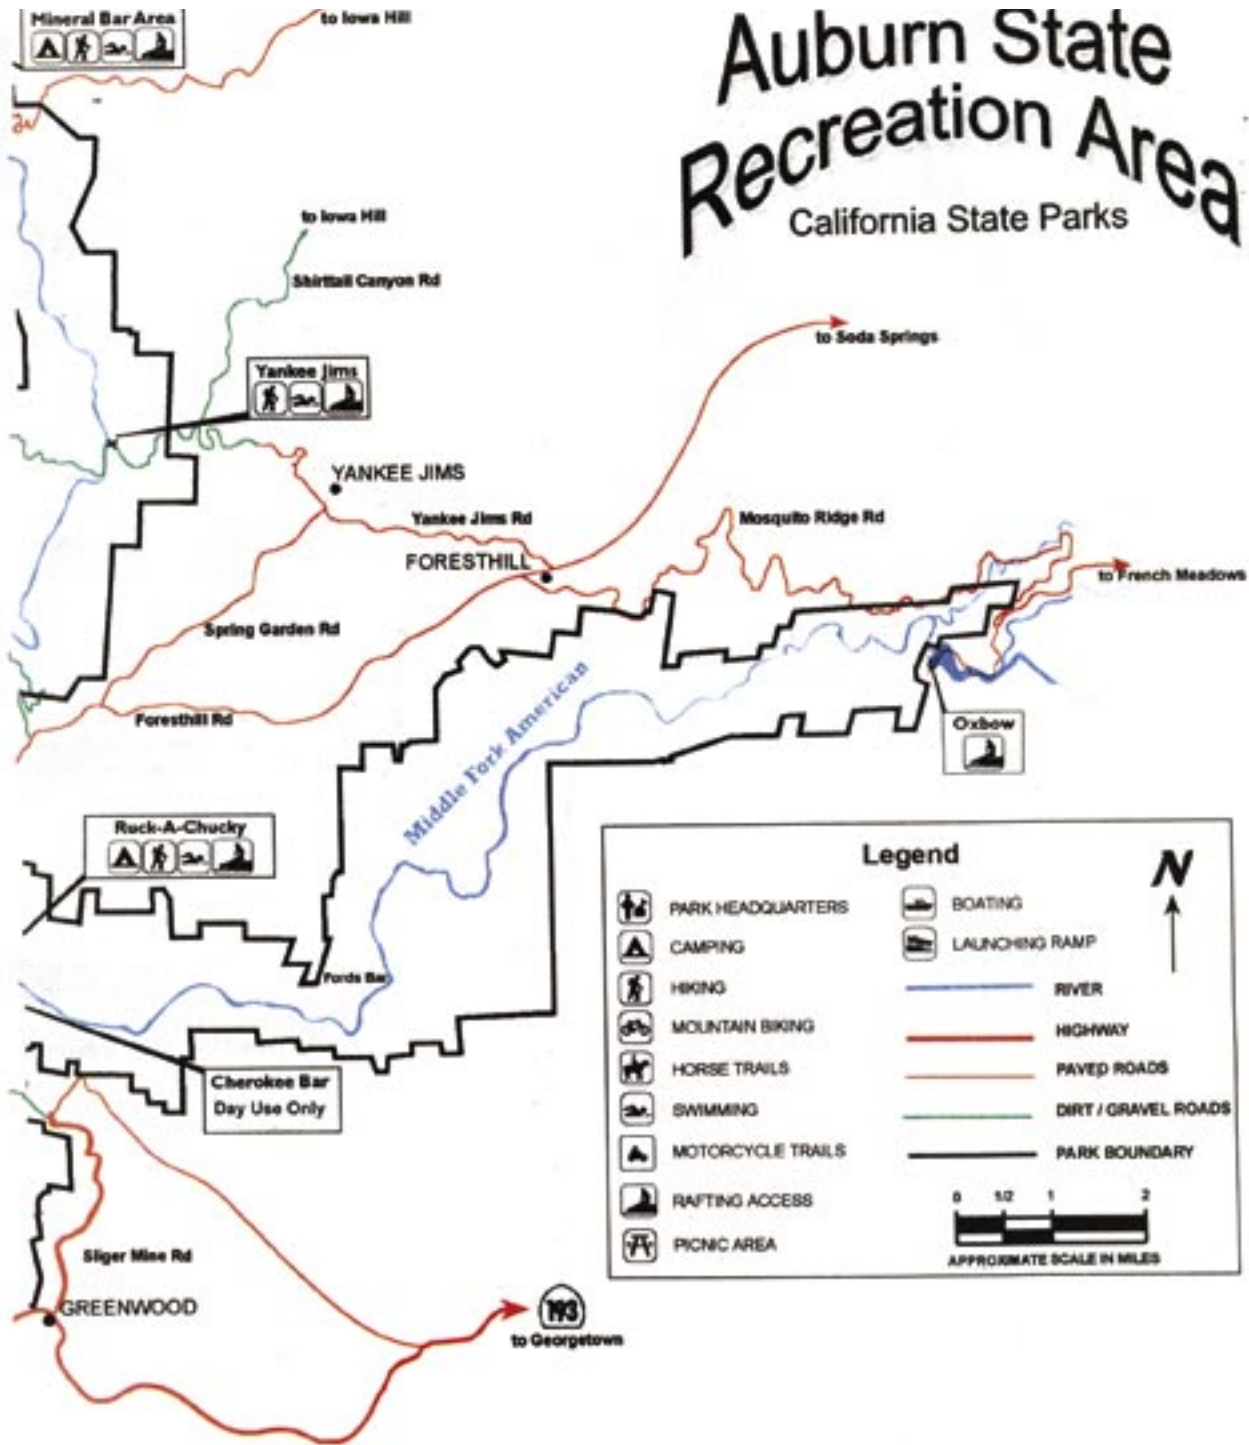 Mineral Bar Area
to Iowa Hill
Auburn State
Recreation Area
California State Parks
to Iowa Hill
Shirttail Canyon Rd
to Soda Springs
Yankee Jims
YANKEE JIMS
Yankee Jims Rd
Mosquito Ridge Rd
FORESTHILL
to French Meadows
Spring Garden Rd
Foresthill Rd
Middle Fork American
Oxbow
Ruck-A-Chucky
Fords Bar
Cherokee Bar
Day Use Only
Legend
N
PARK HEADQUARTERS
CAMPING
HIKING
MOUNTAIN BIKING
HORSE TRAILS
SWIMMING
MOTORCYCLE TRAILS
RAFTING ACCESS
PICNIC AREA
BOATING
LAUNCHING RAMP
RIVER
HIGHWAY
PAVED ROADS
DIRT / GRAVEL ROADS
PARK BOUNDARY
0 1/2 1 2
APPROXIMATE SCALE IN MILES
Sliger Mine Rd
GREENWOOD
193
to Georgetown